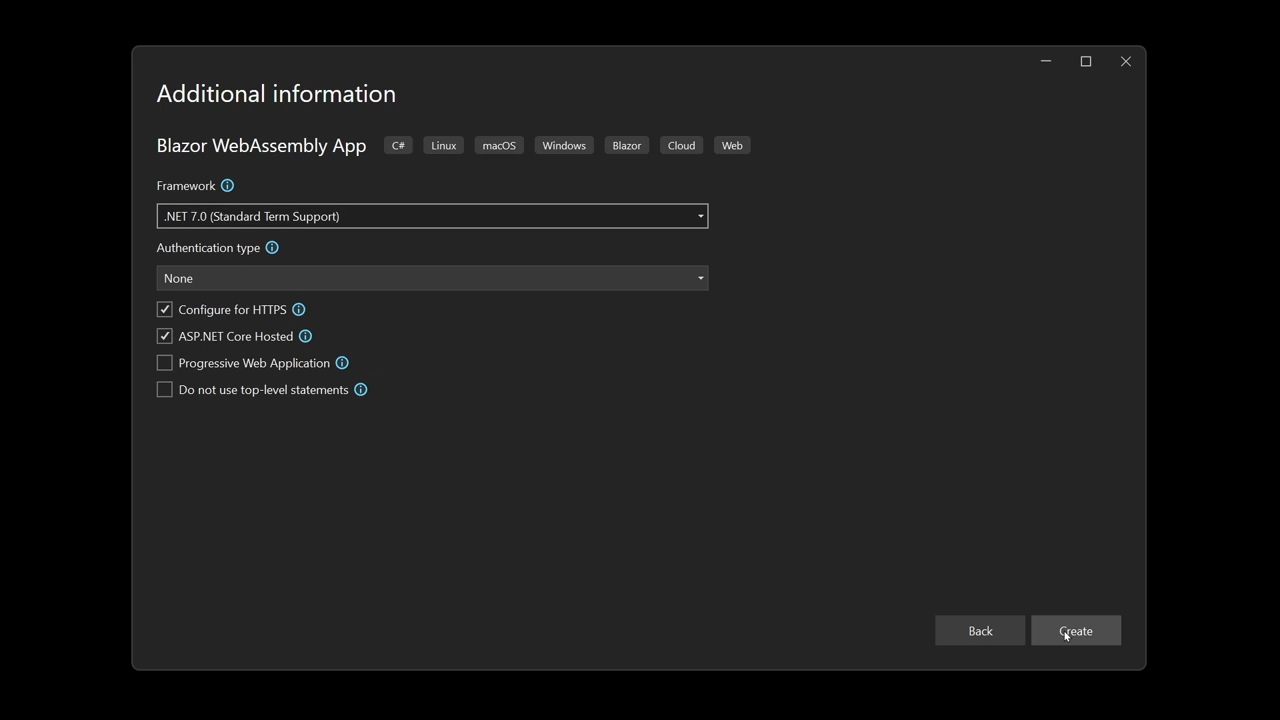 Additional information
Blazor WebAssembly App C# Linux macOS Windows Blazor Cloud Web
Framework
.NET 7.0 (Standard Term Support)
Authentication type
None
Configure for HTTPS
ASP.NET Core Hosted
Progressive Web Application
Do not use top-level statements
Back Create